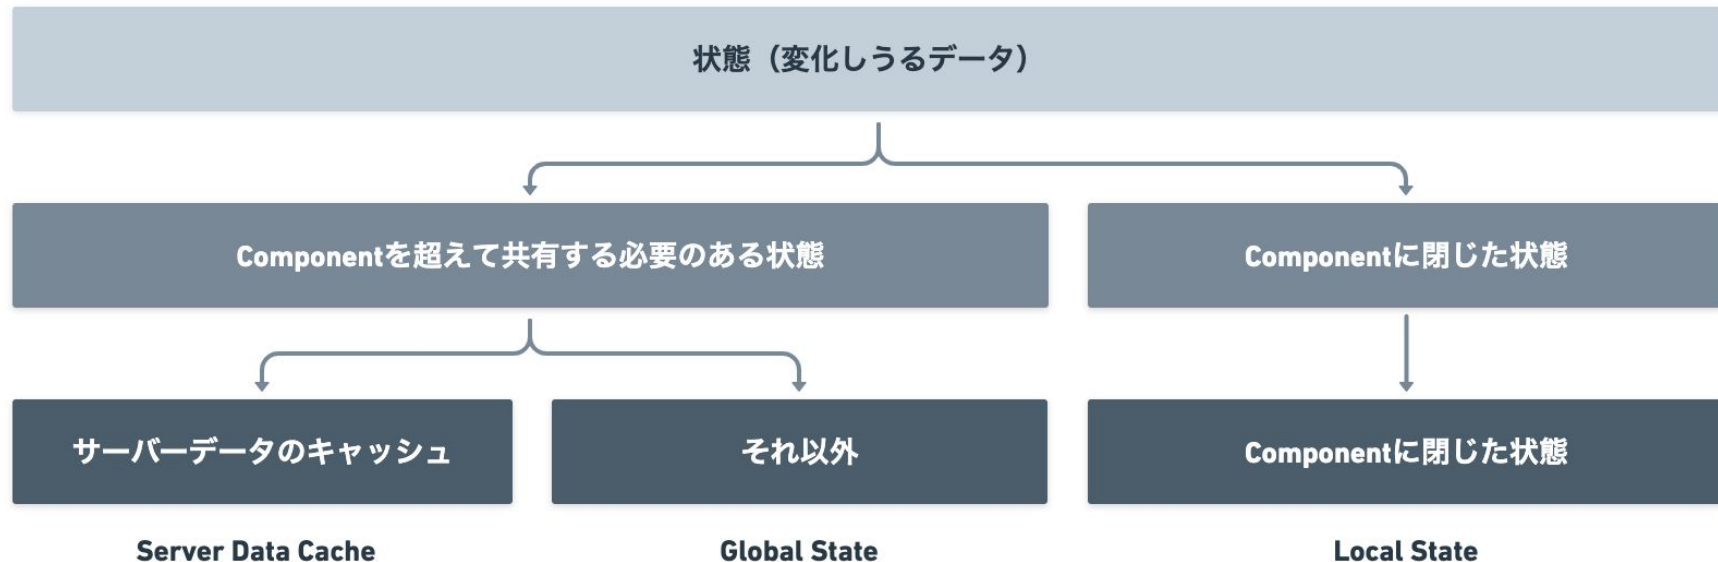 状態（変化しうるデータ）
Componentを超えて共有する必要のある状態
Componentに閉じた状態
サーバーデータのキャッシュ
それ以外
Componentに閉じた状態
Server Data Cache
Global State
Local State